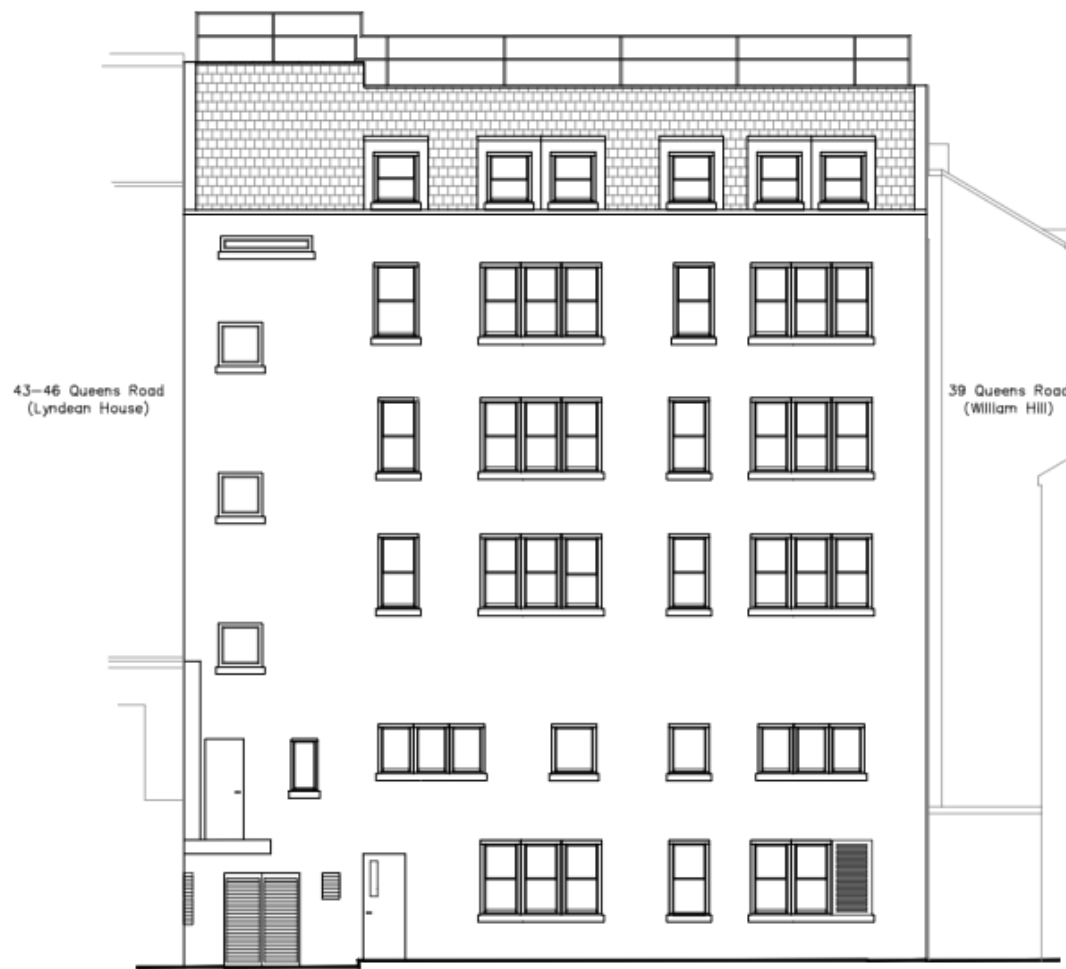 43-46 Queens Road
(Lyndean House)
39 Queens Road
(William Hill)